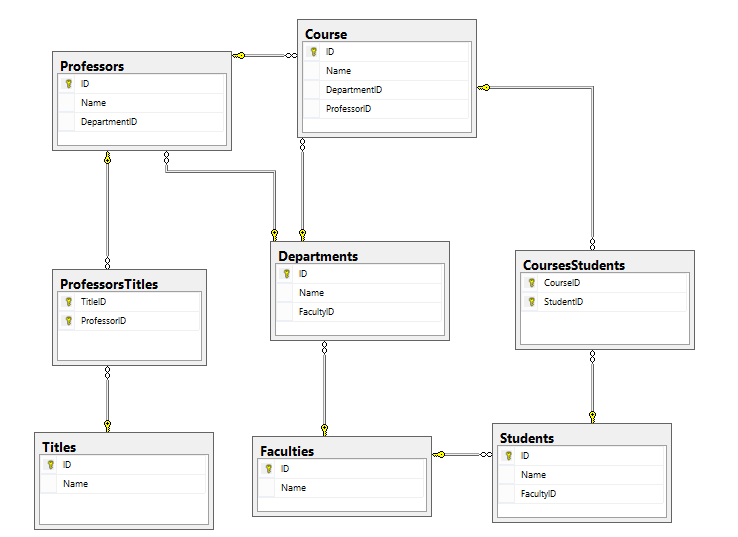 Course
ID
Name
DepartmentID
ProfessorID
Professors
ID
Name
DepartmentID
Departments
ID
Name
FacultyID
CoursesStudents
CourseID
StudentID
ProfessorsTitles
TitleID
ProfessorID
Titles
ID
Name
Faculties
ID
Name
Students
ID
Name
FacultyID